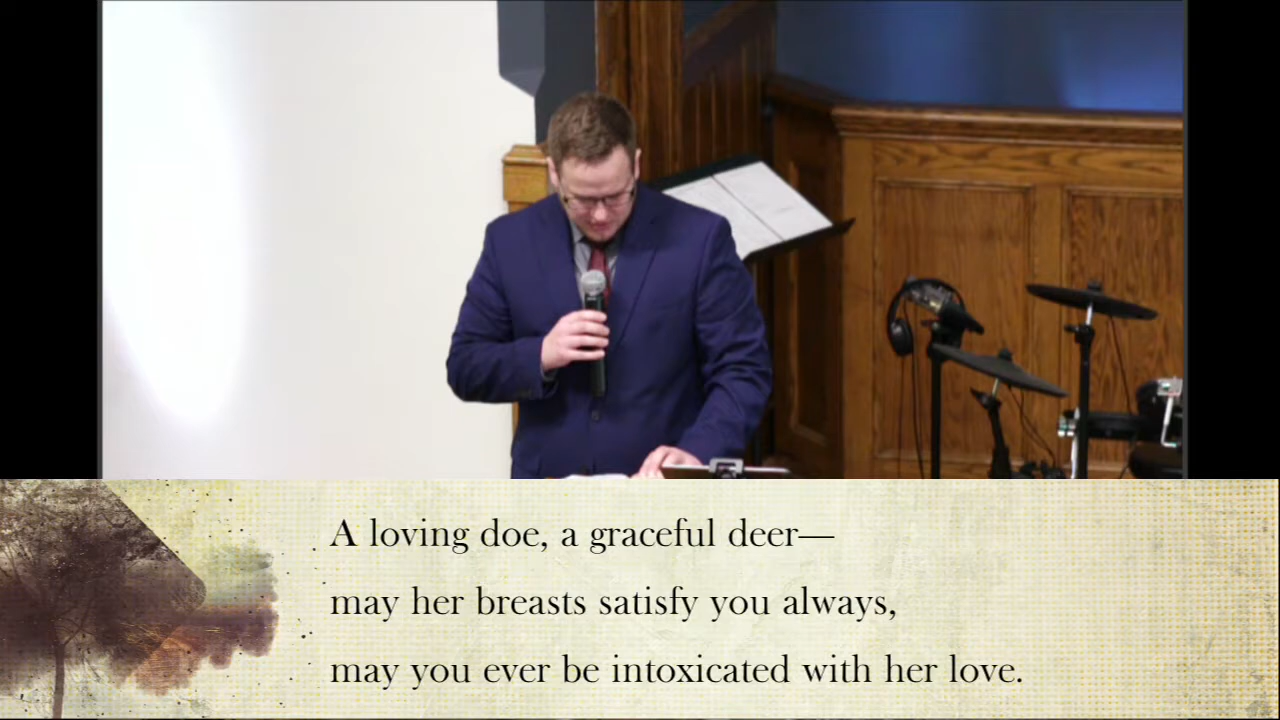 A loving doe, a graceful deer—
may her breasts satisfy you always,
may you ever be intoxicated with her love.